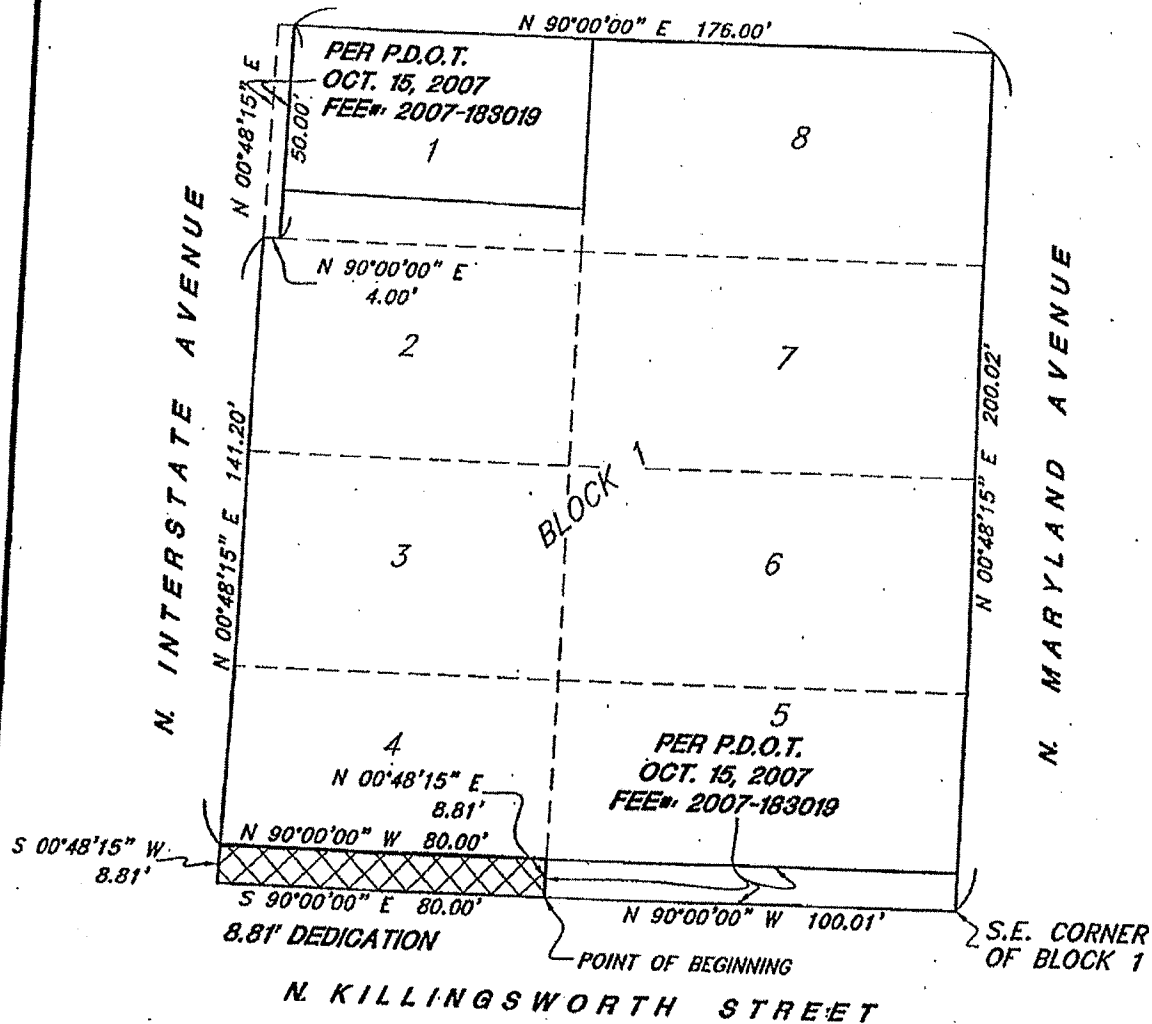 N 90°00'00" E 176.00'
PER P.D.O.T.
OCT. 15, 2007
FEE#: 2007-183019
N 00°48'15" E
50.00'
1
8
N 90°00'00" E
4.00'
2
7
N. INTERSTATE AVENUE
N 00°48'15" E 141.20'
N 00°48'15" E 200.02'
N. MARYLAND AVENUE
BLOCK 1
3
6
4
5
PER P.D.O.T.
OCT. 15, 2007
FEE#: 2007-183019
N 00°48'15" E
8.81'
N 90°00'00" W 80.00'
S 00°48'15" W
8.81'
S 90°00'00" E 80.00'
N 90°00'00" W 100.01'
8.81' DEDICATION
S.E. CORNER
OF BLOCK 1
POINT OF BEGINNING
N. KILLINGSWORTH STREET